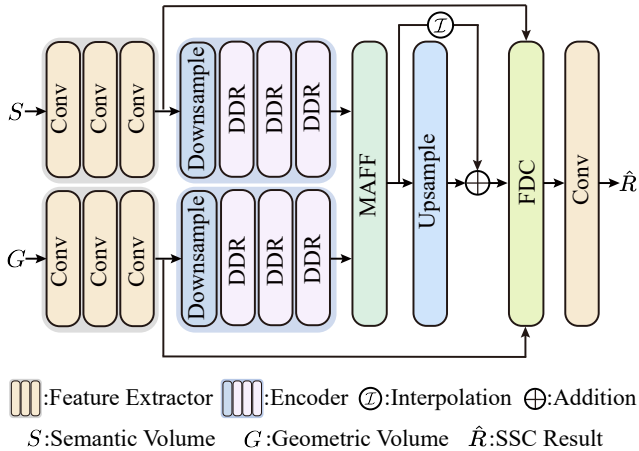 I
S
Conv
Conv
Conv
Downsample
DDR
DDR
DDR
MAFF
Upsample
FDC
Conv
R̂
G
Conv
Conv
Conv
Downsample
DDR
DDR
DDR
:Feature Extractor :Encoder I:Interpolation ⊕:Addition
S:Semantic Volume G:Geometric Volume R̂:SSC Result